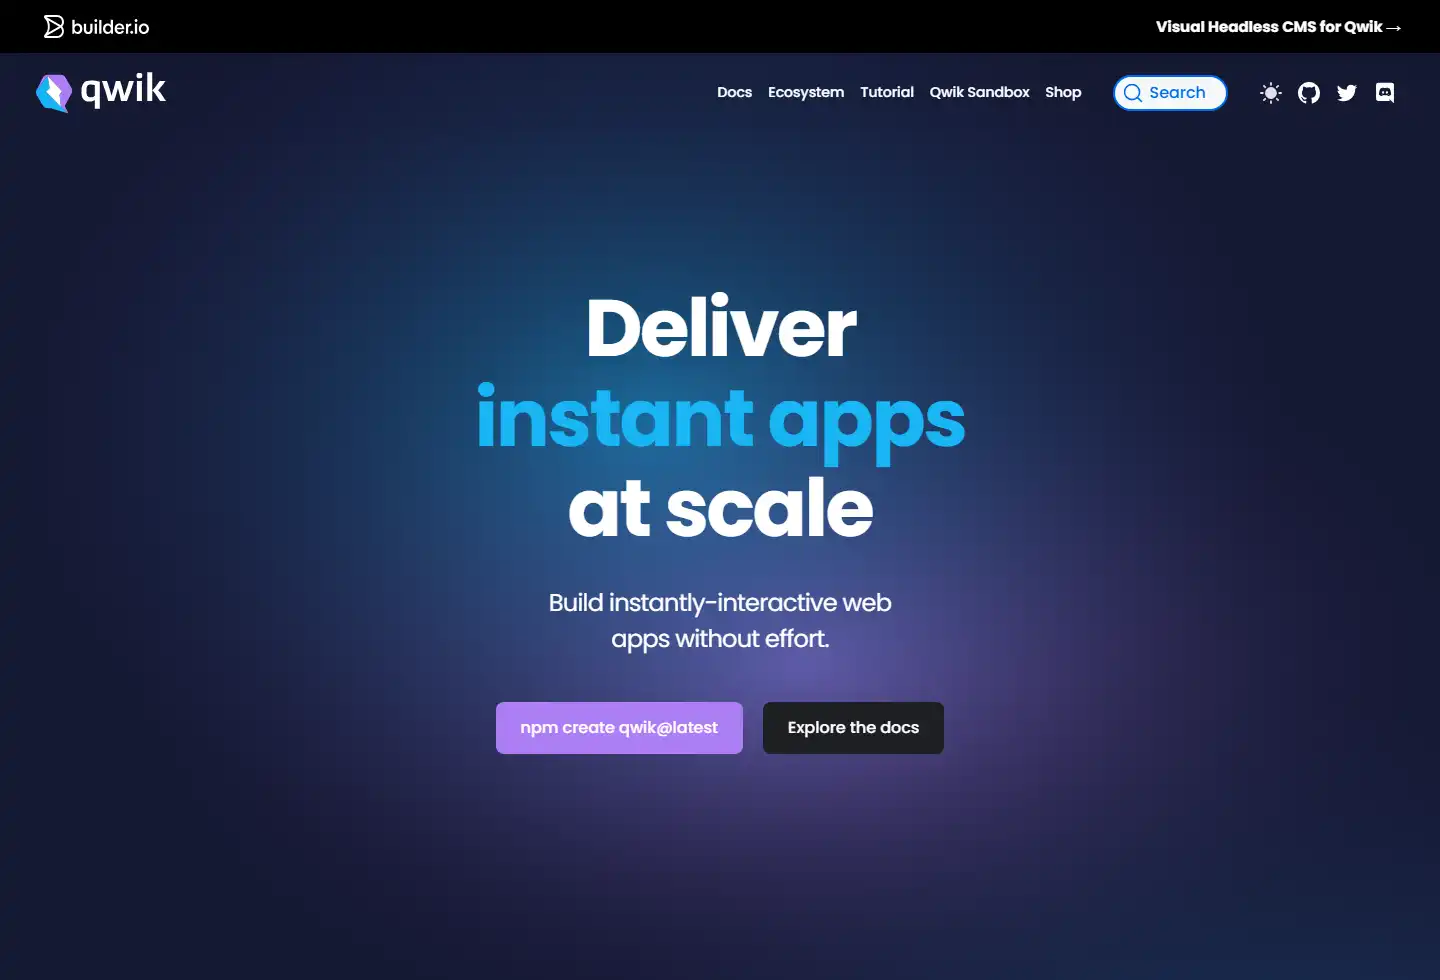 builder.io
Visual Headless CMS for Qwik →
qwik
Docs
Ecosystem
Tutorial
Qwik Sandbox
Shop
Search
Deliver
instant apps
at scale
Build instantly-interactive web
apps without effort.
npm create qwik@latest
Explore the docs